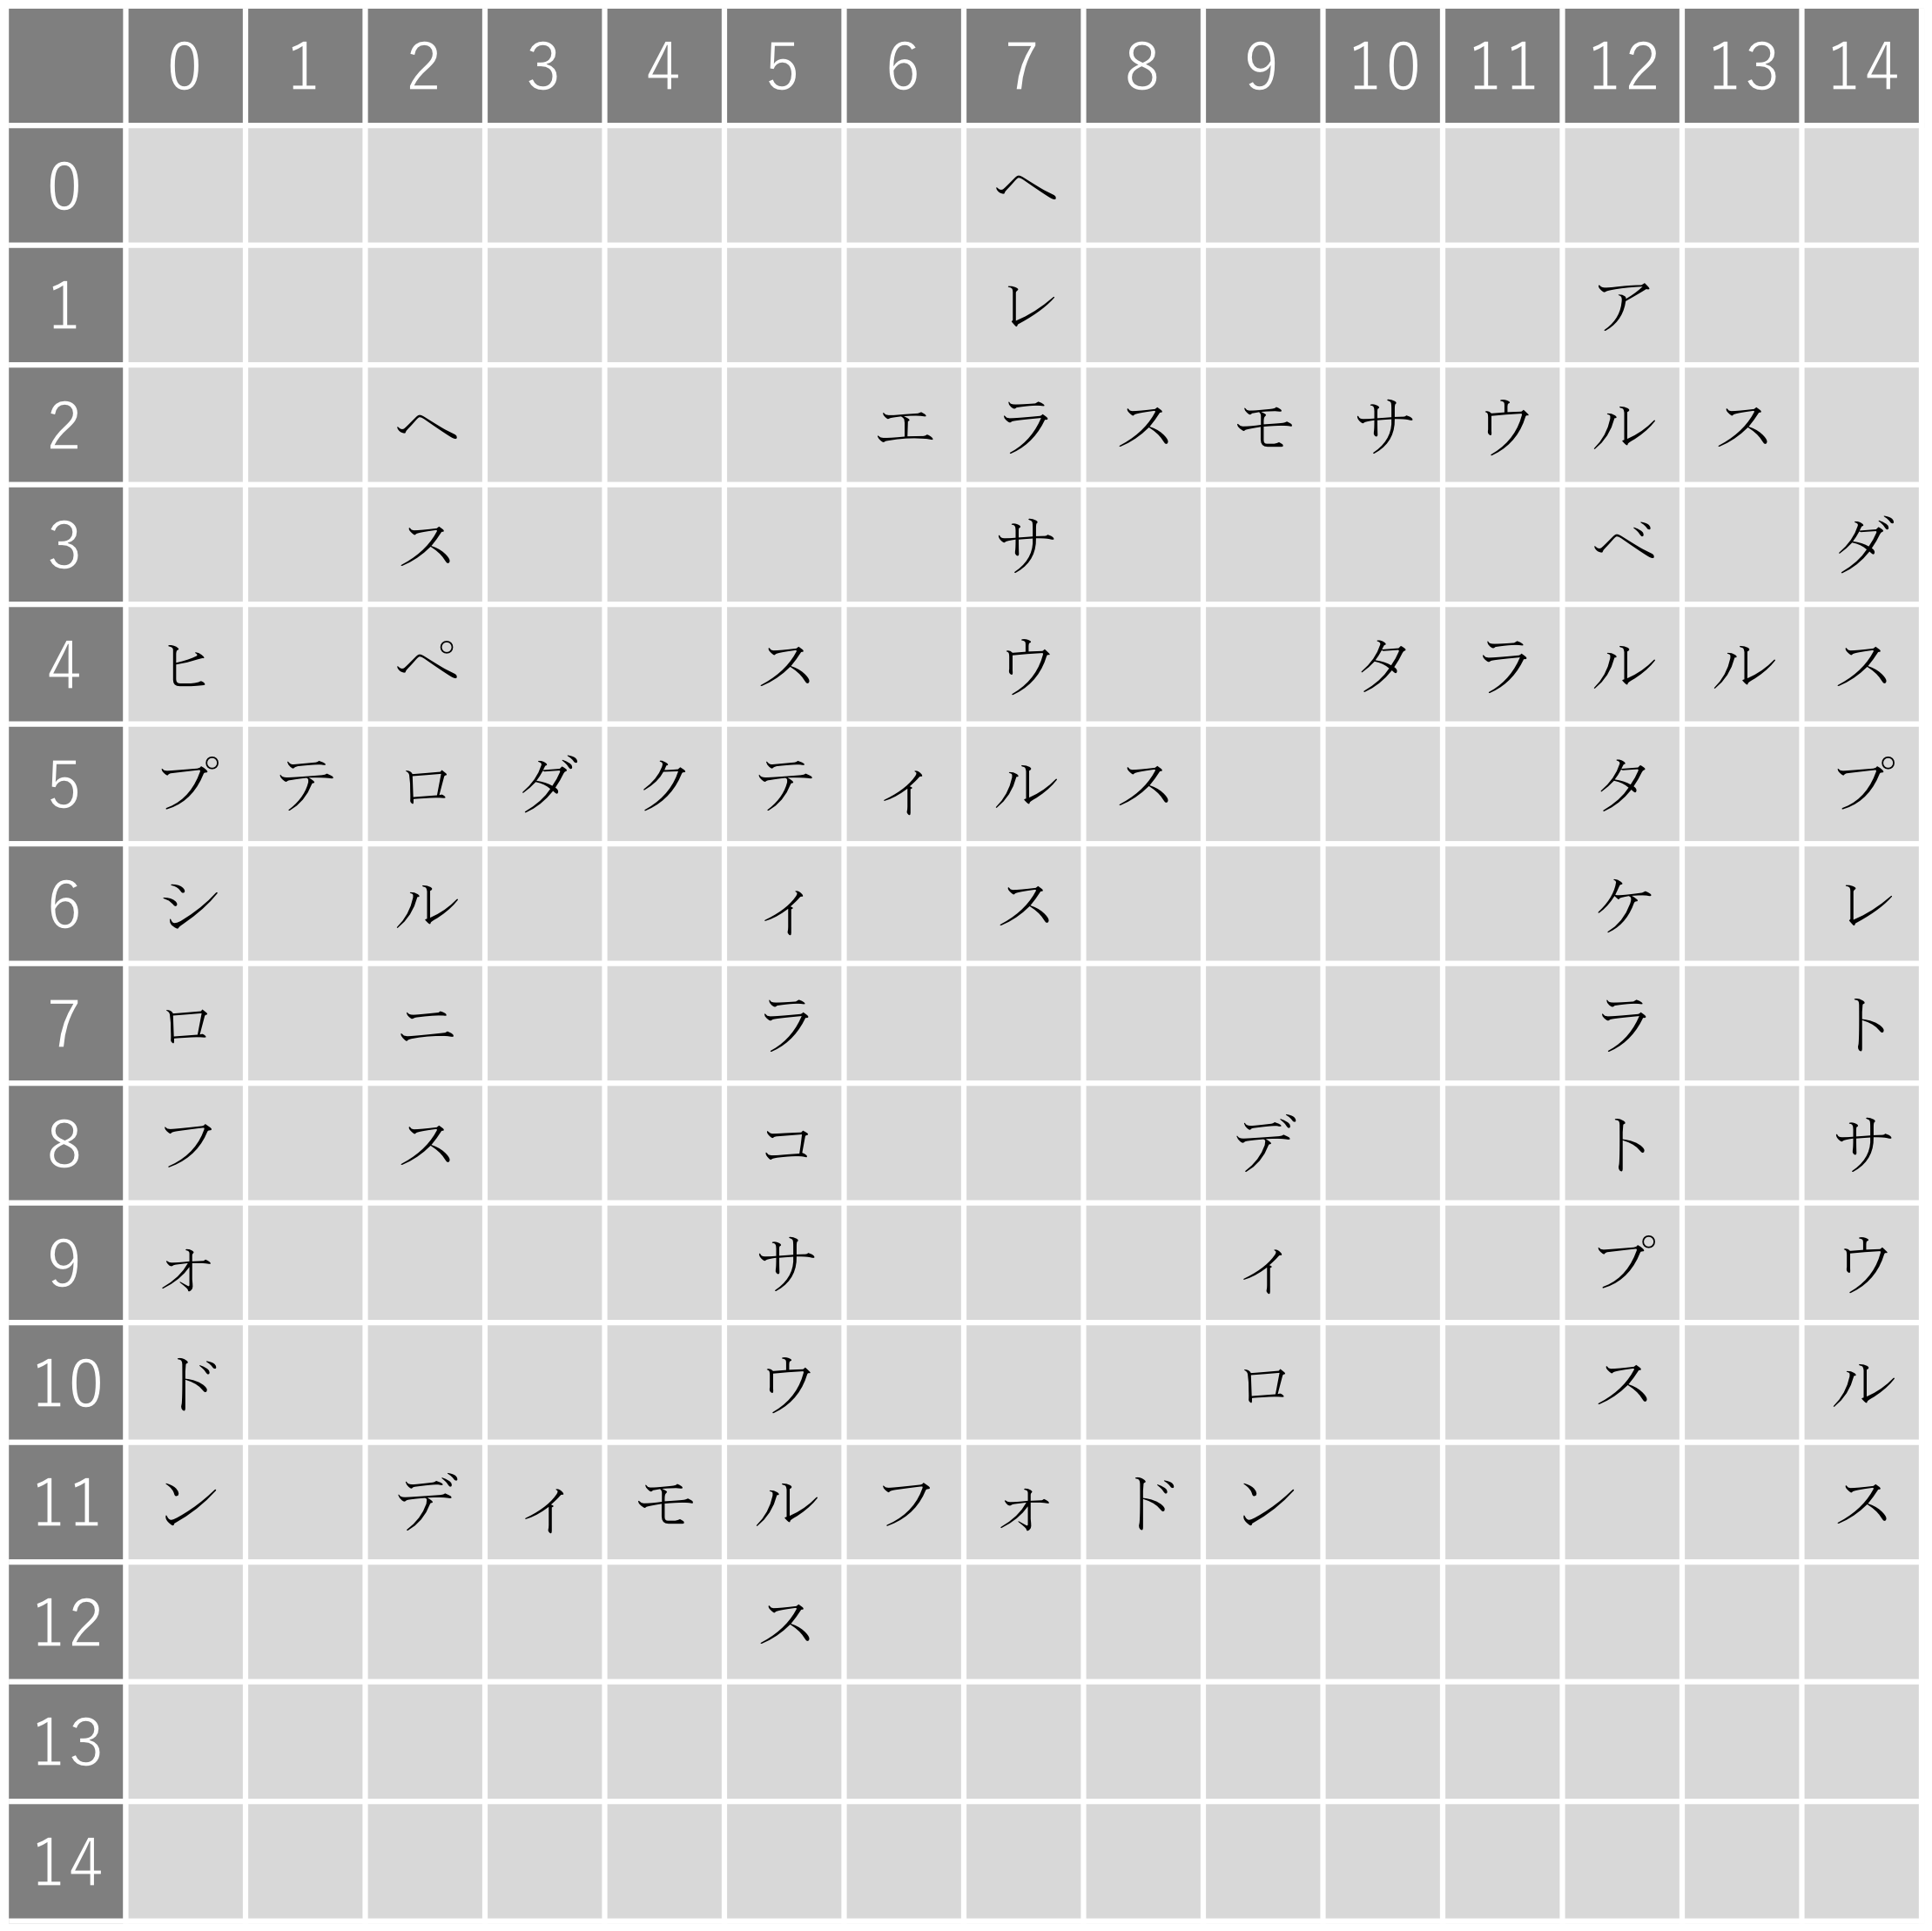 0 1 2 3 4 5 6 7 8 9 10 11 12 13 14
0 ヘ
1 レ ア
2 ヘ エ ラ ス モ サ ウ ル ス
3 ス サ ベ ダ
4 ヒ ペ ス ウ タ ラ ル ル ス
5 プ テ ロ ダ ク テ ィ ル ス タ プ
6 シ ル ィ ス ケ レ
7 ロ ニ ラ ラ ト
8 フ ス コ デ ト サ
9 ォ サ ィ プ ウ
10 ド ウ ロ ス ル
11 ン デ ィ モ ル フ ォ ド ン ス
12 ス
13
14